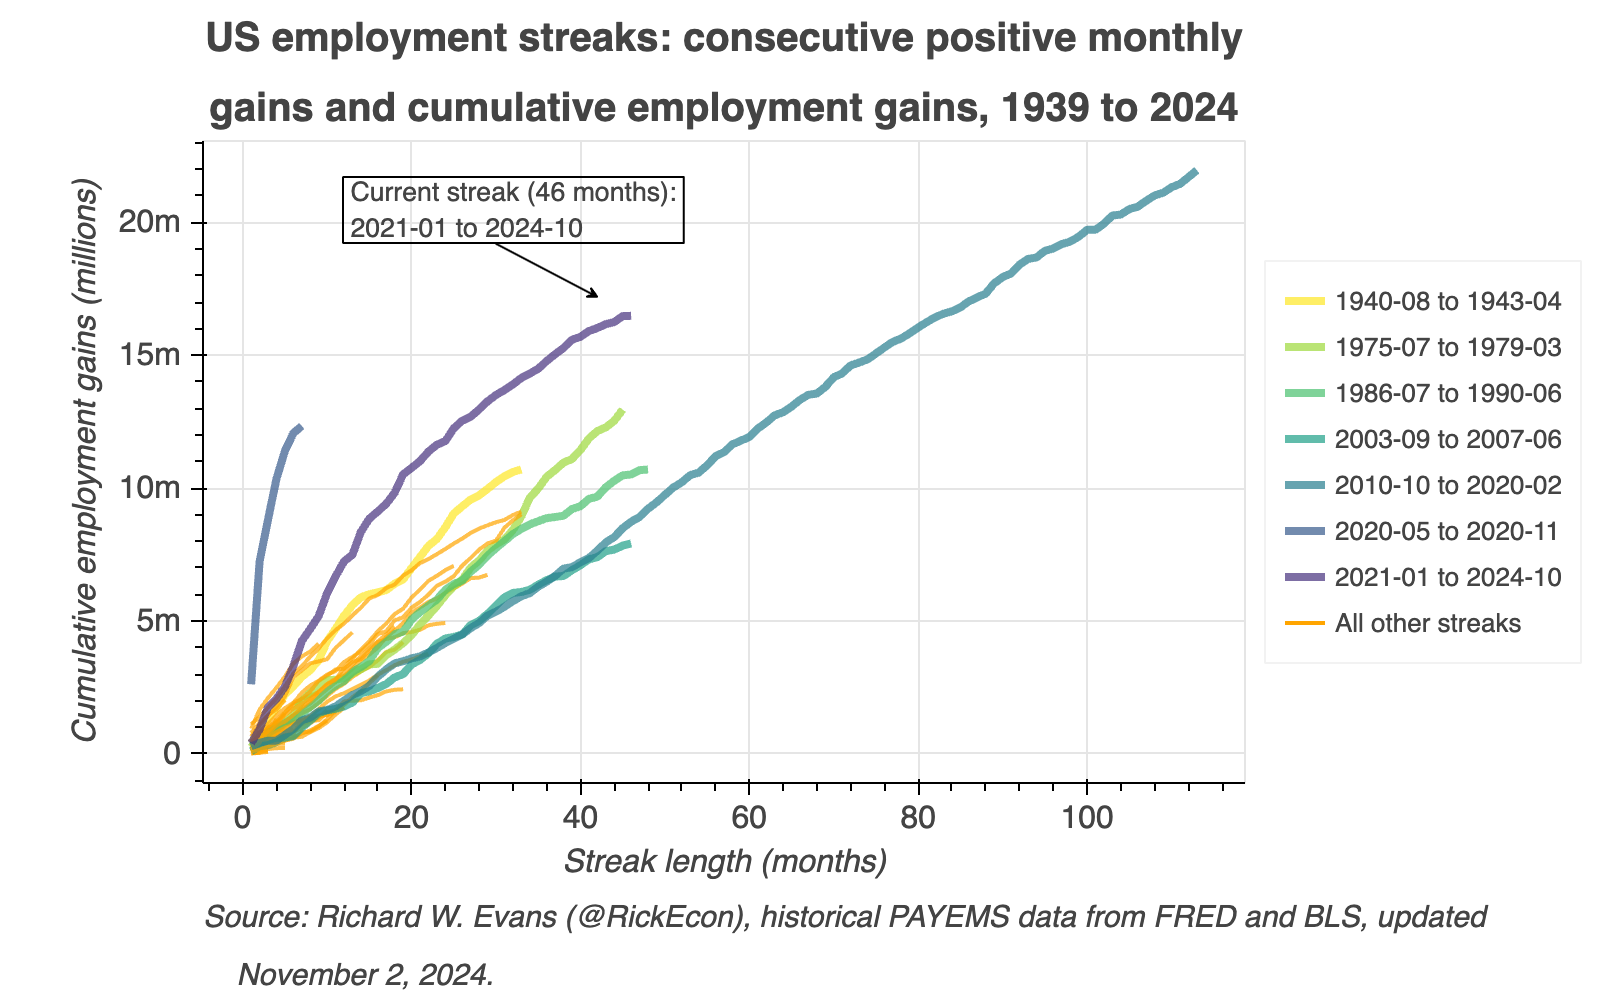 US employment streaks: consecutive positive monthly
gains and cumulative employment gains, 1939 to 2024
Current streak (46 months):
2021-01 to 2024-10
Cumulative employment gains (millions)
20m
15m
10m
5m
0
0 20 40 60 80 100
Streak length (months)
1940-08 to 1943-04
1975-07 to 1979-03
1986-07 to 1990-06
2003-09 to 2007-06
2010-10 to 2020-02
2020-05 to 2020-11
2021-01 to 2024-10
All other streaks
Source: Richard W. Evans (@RickEcon), historical PAYEMS data from FRED and BLS, updated
November 2, 2024.